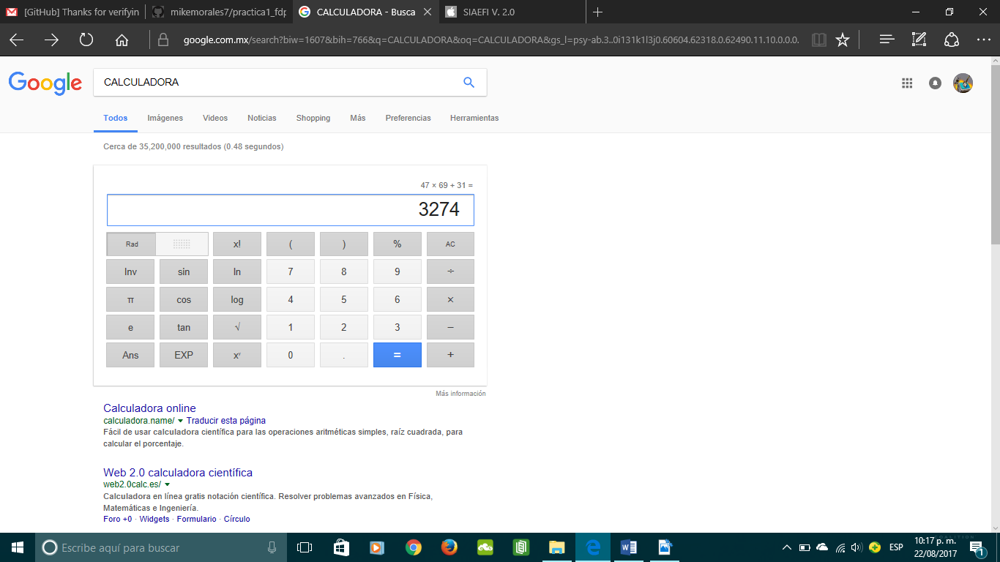 [GitHub] Thanks for verifyin
mikemorales7/practica1_fdp
CALCULADORA - Busca
SIAEFI V. 2.0
google.com.mx/search?biw=1607&bih=766&q=CALCULADORA&oq=CALCULADORA&gs_l=psy-ab.3..0i131k1l3j0.60604.62318.0.62490.11.10.0.0.0.
Google
CALCULADORA
Todos Imágenes Videos Noticias Shopping Más Preferencias Herramientas
Cerca de 35,200,000 resultados (0.48 segundos)
47 × 69 + 31 =
3274
Rad x! ( ) % AC
Inv sin ln 7 8 9 ÷
π cos log 4 5 6 ×
e tan √ 1 2 3 −
Ans EXP xʸ 0 . = +
Más información
Calculadora online
calculadora.name/ Traducir esta página
Fácil de usar calculadora científica para las operaciones aritméticas simples, raíz cuadrada, para
calcular el porcentaje.
Web 2.0 calculadora científica
web2.0calc.es/
Calculadora en línea gratis notación científica. Resolver problemas avanzados en Física,
Matemáticas e Ingeniería.
Foro +0 · Widgets · Formulario · Círculo
Escribe aquí para buscar
ESP
10:17 p. m.
22/08/2017
1